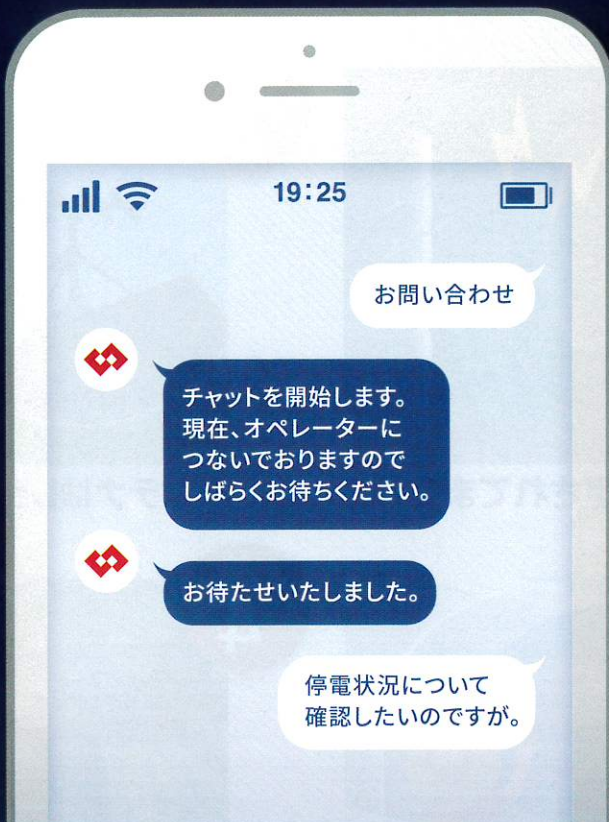 19:25
お問い合わせ
チャットを開始します。
現在、オペレーターに
つないでおりますので
しばらくお待ちください。
お待たせいたしました。
停電状況について
確認したいのですが。